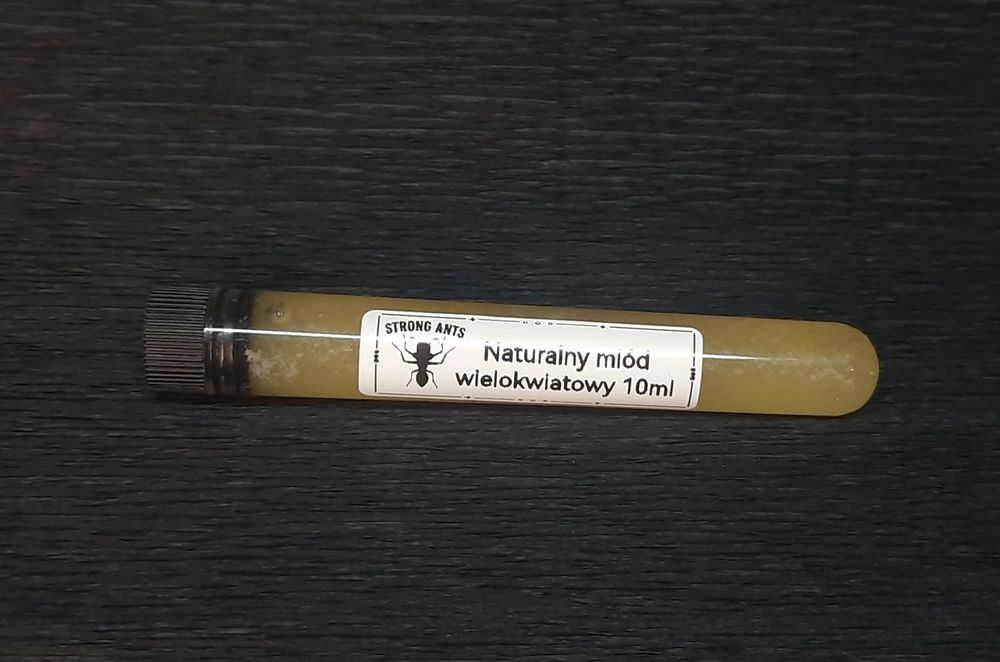 STRONG ANTS
Naturalny miód
wielokwiatowy 10ml